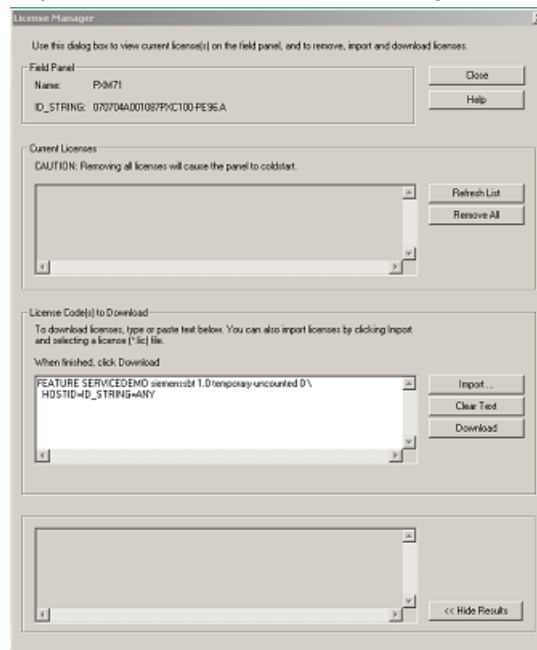 License Manager
Use this dialog box to view current license(s) on the field panel, and to remove, import and download licenses.
Field Panel
Name: PXM71
ID_STRING: 070704A001087PXC100-PE96.A
Close
Help
Current Licenses
CAUTION: Removing all licenses will cause the panel to coldstart.
Refresh List
Remove All
License Code(s) to Download
To download licenses, type or paste text below. You can also import licenses by clicking Import
and selecting a license (*.lic) file.
When finished, click Download
FEATURE SERVICEDEMO siemenssbt 1.0 temporary uncounted 0 \
HOSTID=ID_STRING=ANY
Import...
Clear Text
Download
<< Hide Results